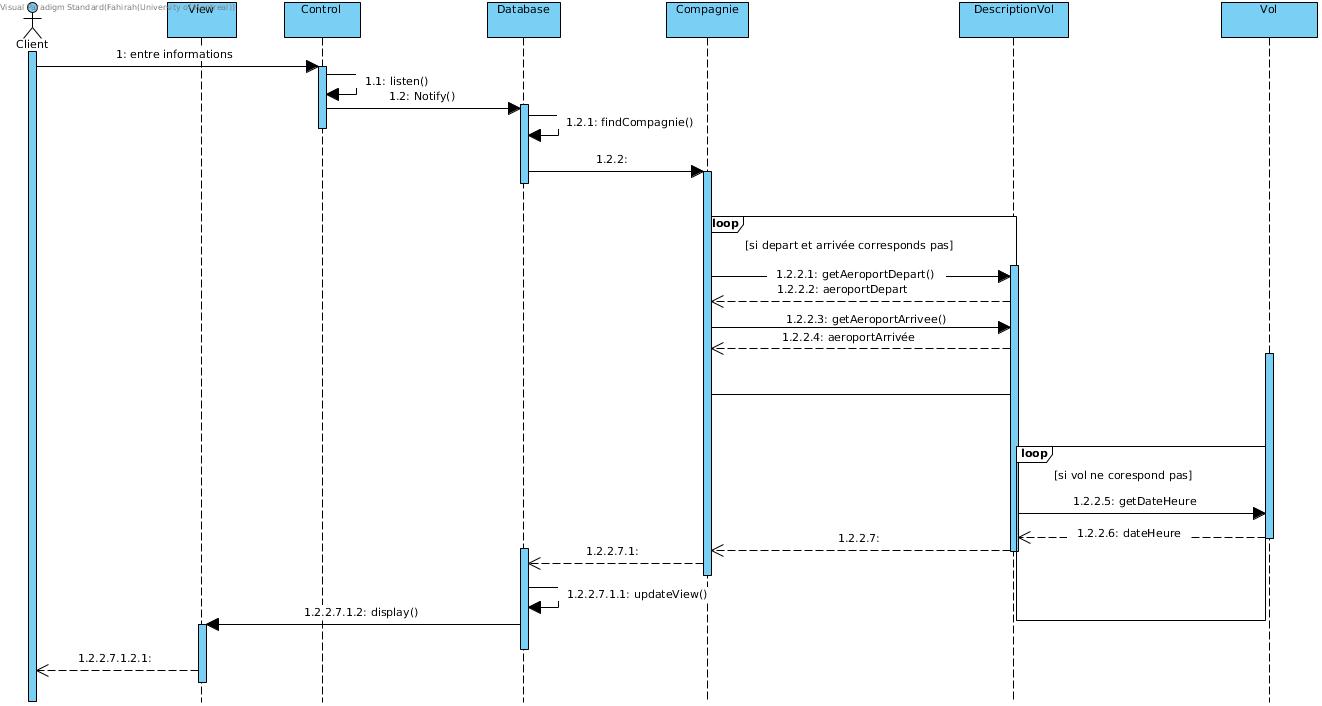 Visual Paradigm Standard(Fahirah(University of Montreal))
Client
View
Control
Database
Compagnie
DescriptionVol
Vol
1: entre informations
1.1: listen()
1.2: Notify()
1.2.1: findCompagnie()
1.2.2:
loop
[si depart et arrivée corresponds pas]
1.2.2.1: getAeroportDepart()
1.2.2.2: aeroportDepart
1.2.2.3: getAeroportArrivee()
1.2.2.4: aeroportArrivée
loop
[si vol ne corespond pas]
1.2.2.5: getDateHeure
1.2.2.6: dateHeure
1.2.2.7:
1.2.2.7.1:
1.2.2.7.1.1: updateView()
1.2.2.7.1.2: display()
1.2.2.7.1.2.1: